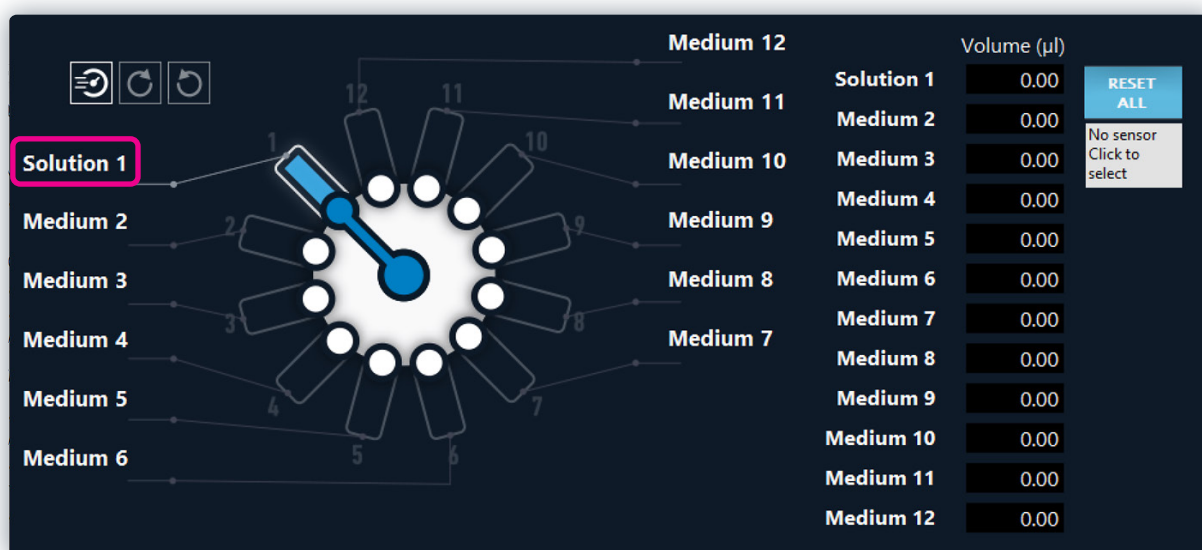 Solution 1
Medium 2
Medium 3
Medium 4
Medium 5
Medium 6
1
2
3
4
5
6
7
8
9
10
11
12
Medium 12
Medium 11
Medium 10
Medium 9
Medium 8
Medium 7
Volume (µl)
Solution 1 0.00
Medium 2 0.00
Medium 3 0.00
Medium 4 0.00
Medium 5 0.00
Medium 6 0.00
Medium 7 0.00
Medium 8 0.00
Medium 9 0.00
Medium 10 0.00
Medium 11 0.00
Medium 12 0.00
RESET
ALL
No sensor
Click to
select